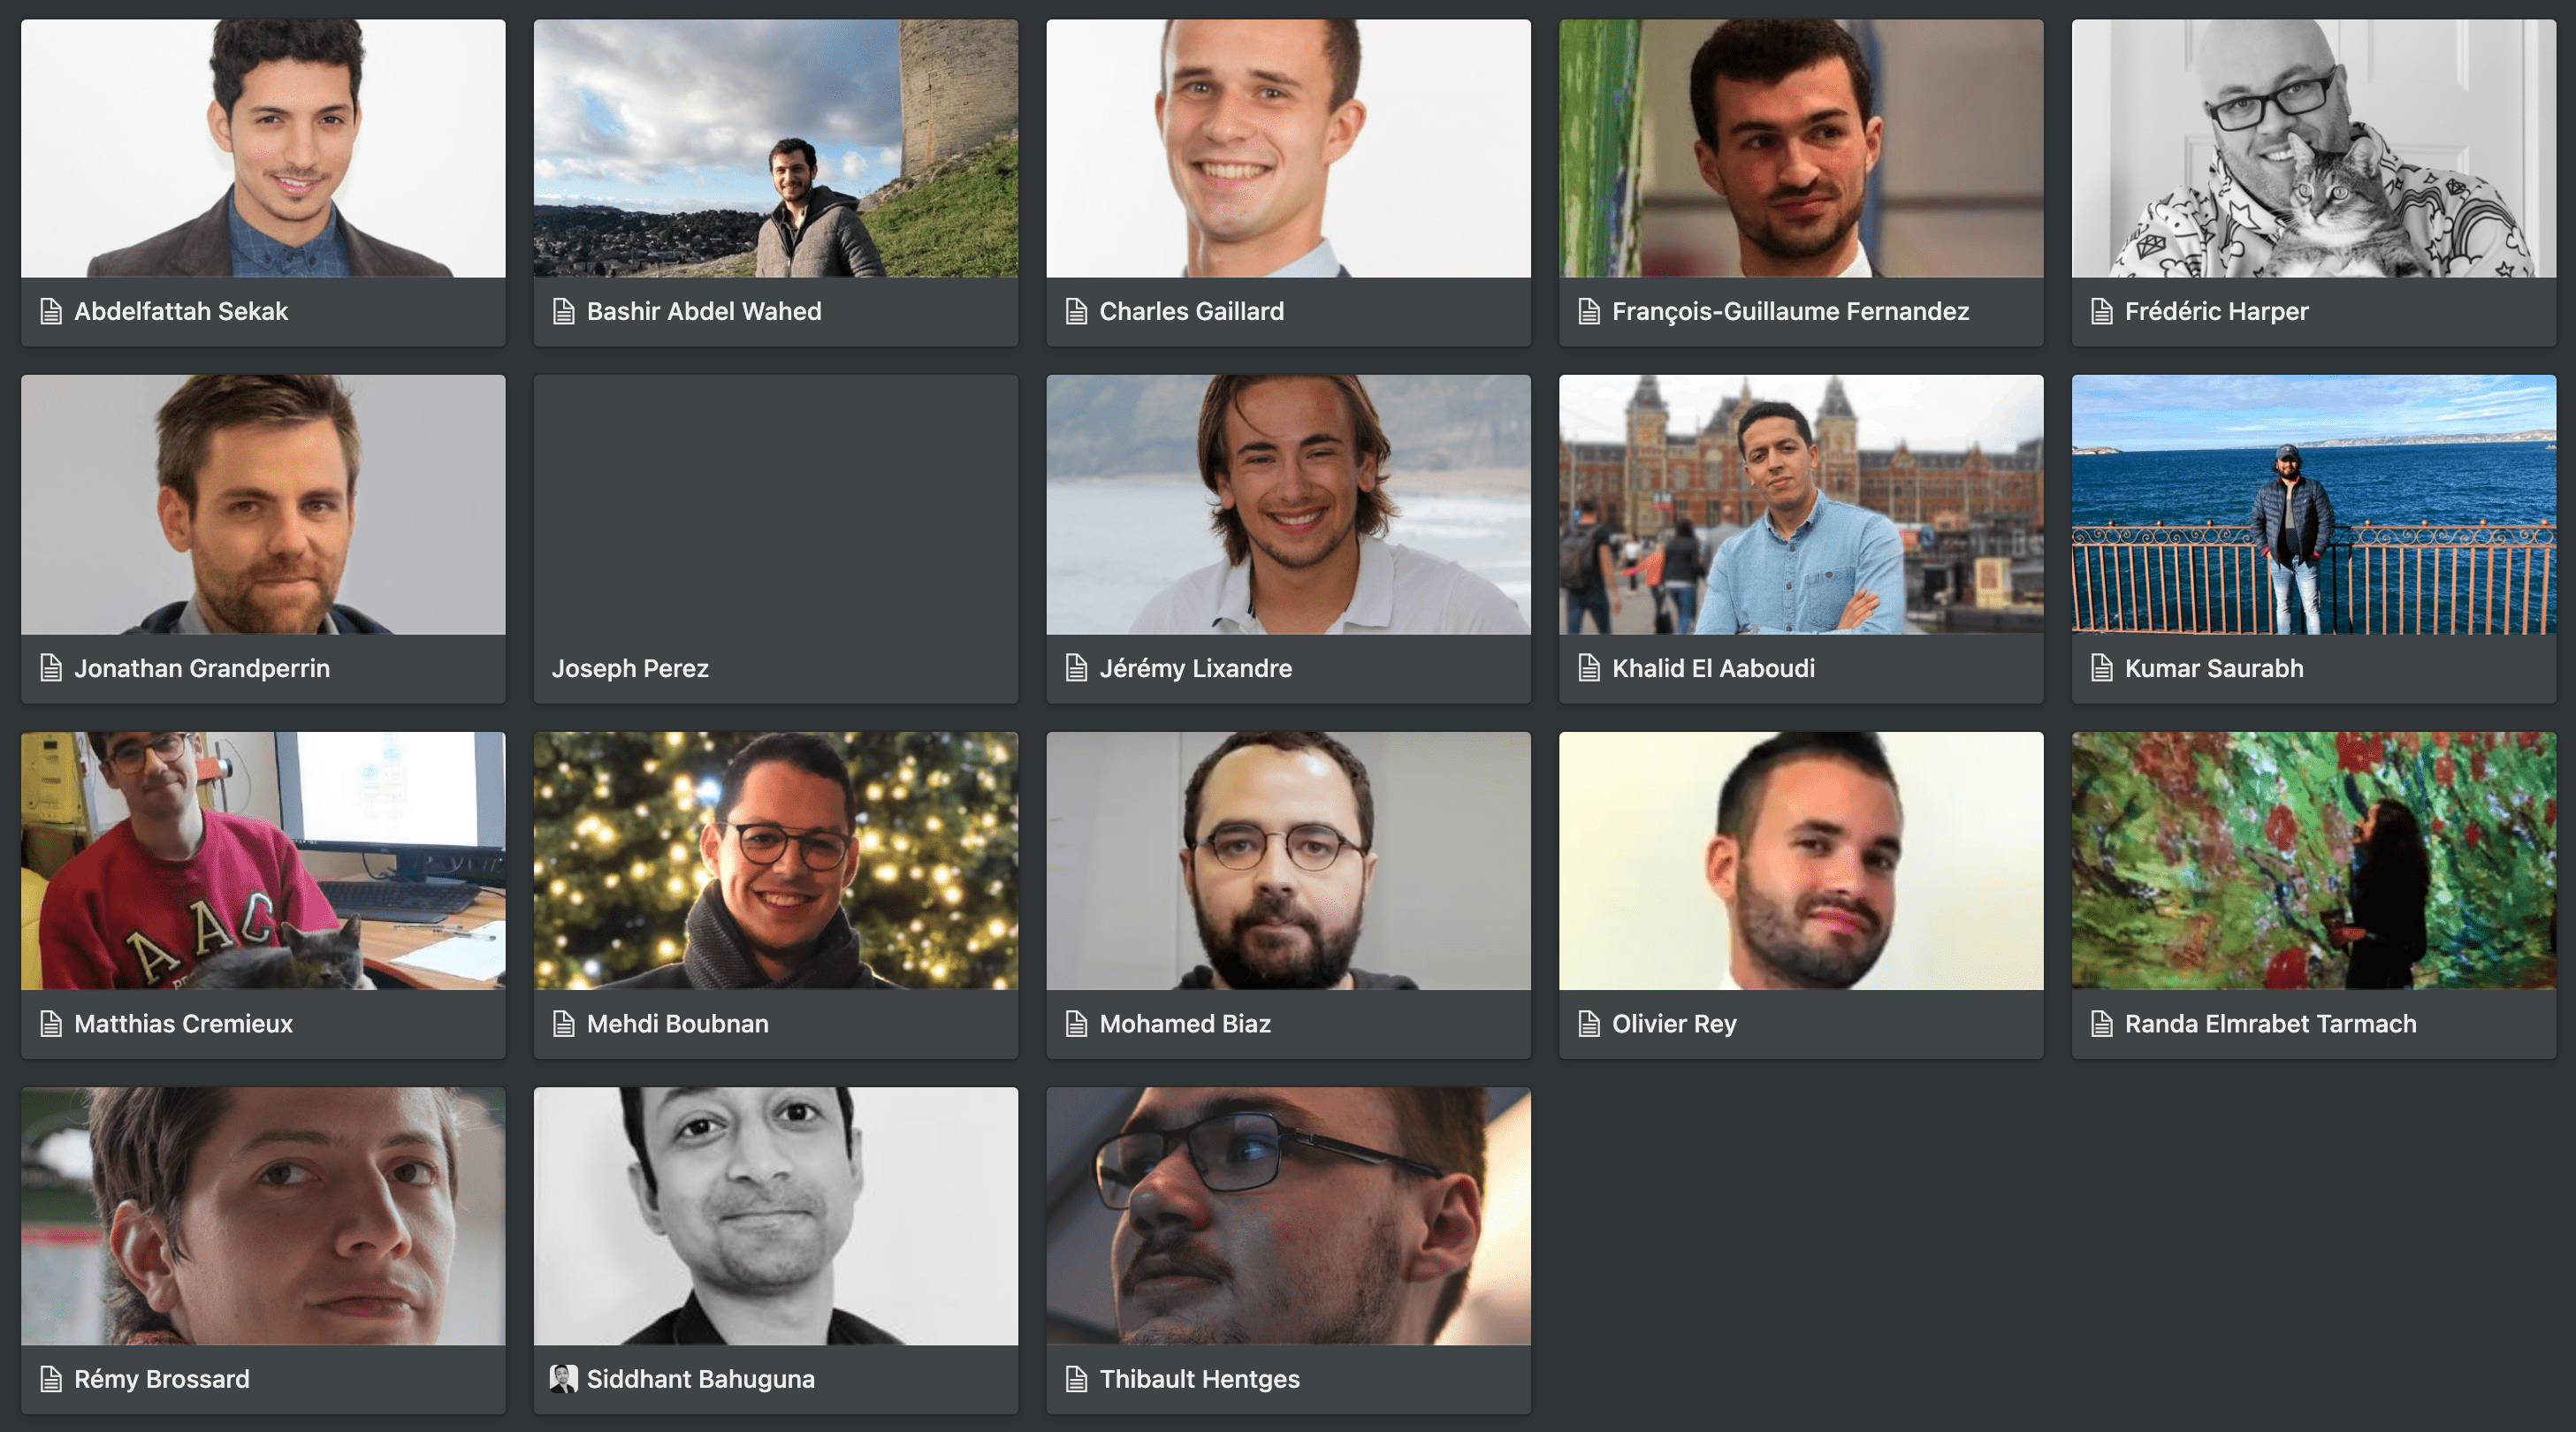 Abdelfattah Sekak
Bashir Abdel Wahed
Charles Gaillard
François-Guillaume Fernandez
Frédéric Harper
Jonathan Grandperrin
Joseph Perez
Jérémy Lixandre
Khalid El Aaboudi
Kumar Saurabh
AAC
Matthias Cremieux
Mehdi Boubnan
Mohamed Biaz
Olivier Rey
Randa Elmrabet Tarmach
Rémy Brossard
Siddhant Bahuguna
Thibault Hentges